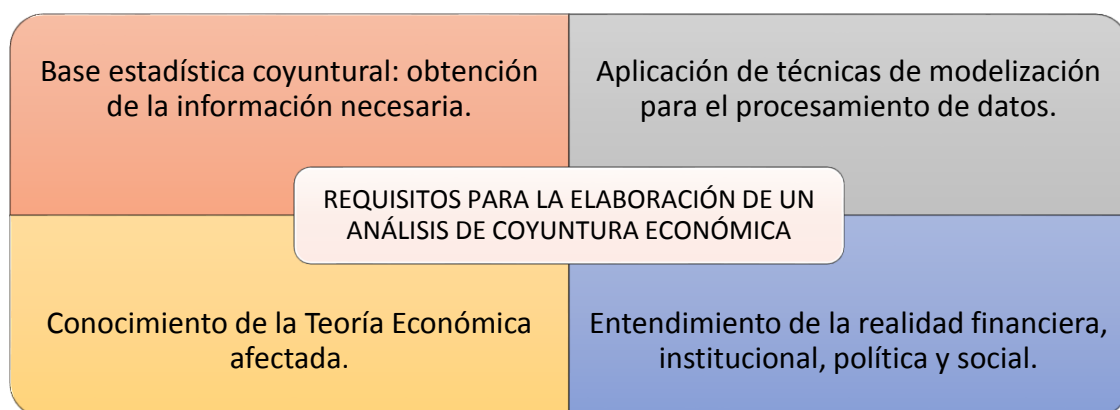 Base estadística coyuntural: obtención
de la información necesaria.
Aplicación de técnicas de modelización
para el procesamiento de datos.
REQUISITOS PARA LA ELABORACIÓN DE UN
ANÁLISIS DE COYUNTURA ECONÓMICA
Conocimiento de la Teoría Económica
afectada.
Entendimiento de la realidad financiera,
institucional, política y social.